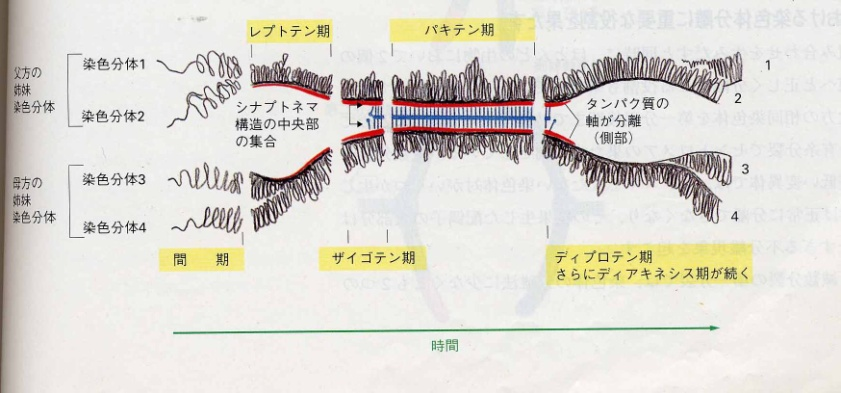 レプトテン期
パキテン期
父方の
姉妹
染色分体
染色分体1
染色分体2
母方の
姉妹
染色分体
染色分体3
染色分体4
シナプトネマ
構造の中央部
の集合
タンパク質の
軸が分離
(側部)
1
2
3
4
間 期
ザイゴテン期
ディプロテン期
さらにディアキネシス期が続く
時間